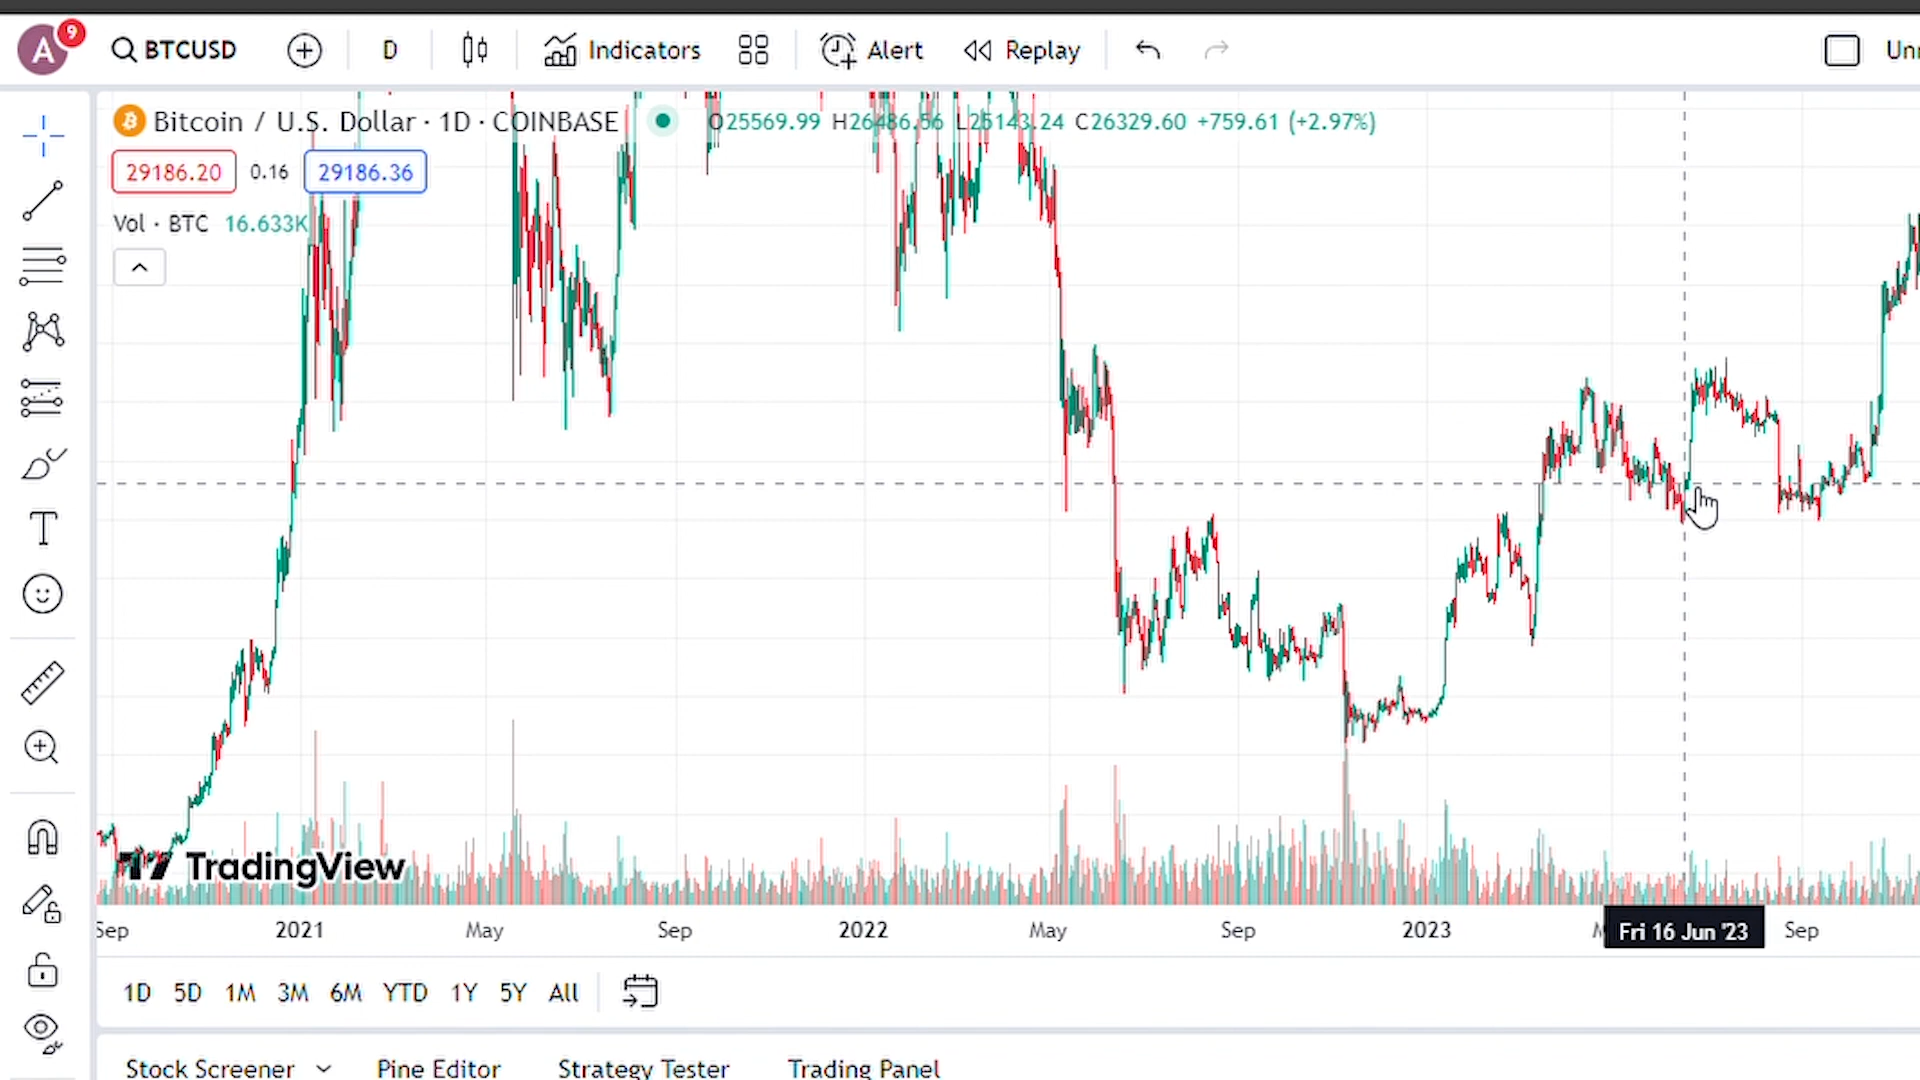 A 9 BTCUSD D Indicators Alert Replay
Bitcoin / U.S. Dollar · 1D · COINBASE O25569.99 H26486.56 L25143.24 C26329.60 +759.61 (+2.97%)
29186.20 0.16 29186.36
Vol · BTC 16.633K
T
TradingView
Sep 2021 May Sep 2022 May Sep 2023 Fri 16 Jun '23 Sep
1D 5D 1M 3M 6M YTD 1Y 5Y All
Stock Screener Pine Editor Strategy Tester Trading Panel